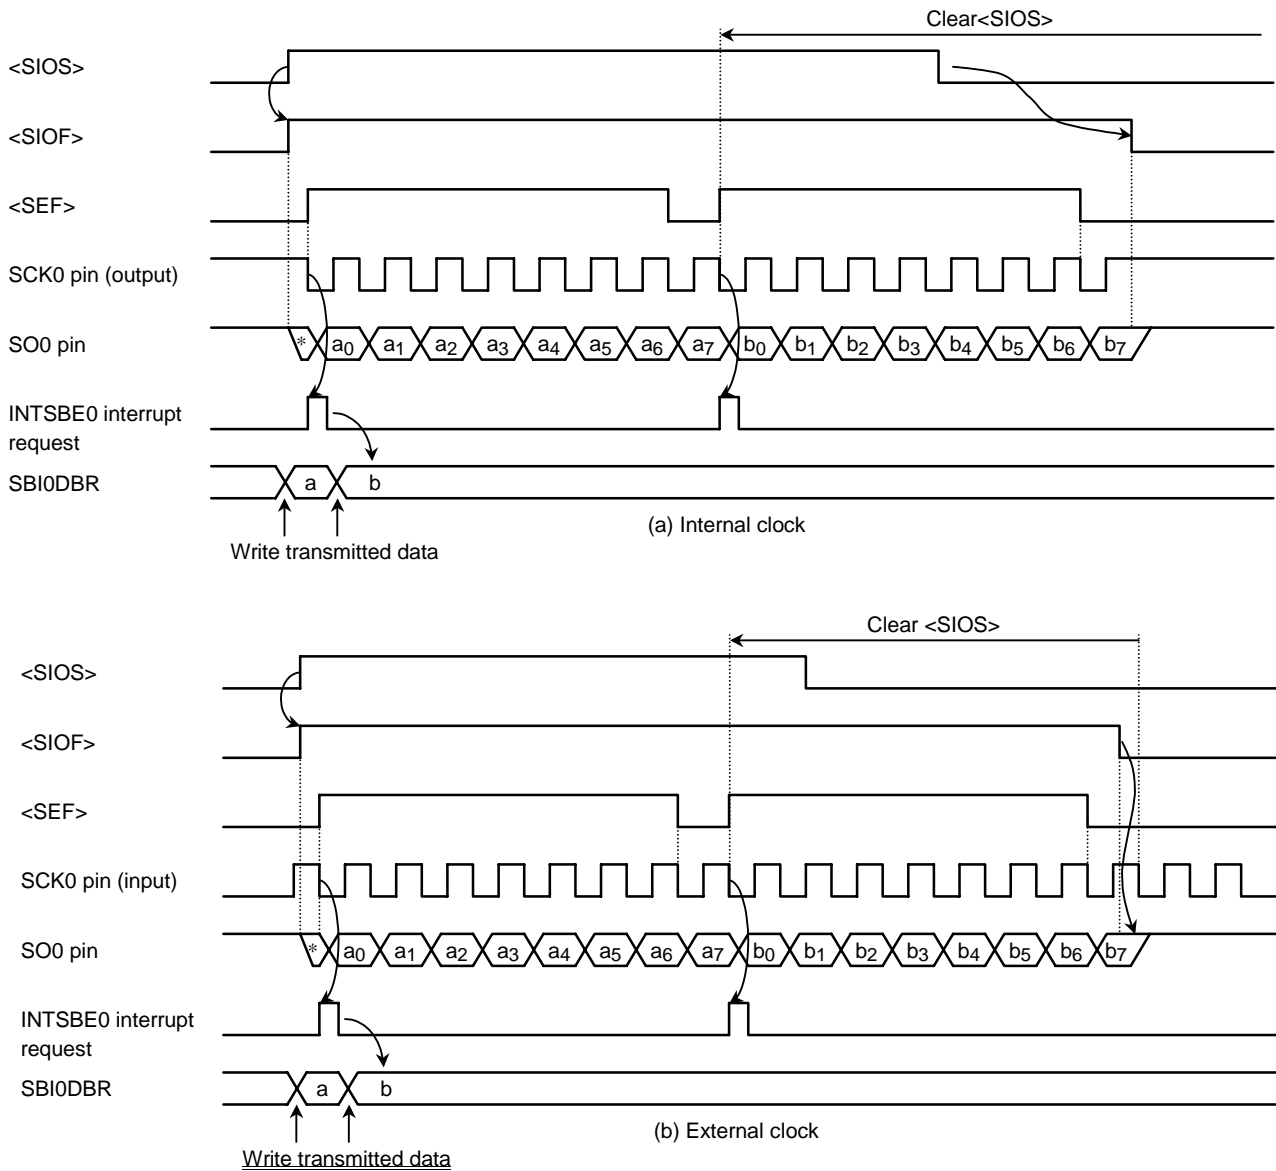 Clear<SIOS>
<SIOS>
<SIOF>
<SEF>
SCK0 pin (output)
SO0 pin
* a0 a1 a2 a3 a4 a5 a6 a7 b0 b1 b2 b3 b4 b5 b6 b7
INTSBE0 interrupt
request
SBI0DBR
a b
(a) Internal clock
Write transmitted data
Clear <SIOS>
<SIOS>
<SIOF>
<SEF>
SCK0 pin (input)
SO0 pin
* a0 a1 a2 a3 a4 a5 a6 a7 b0 b1 b2 b3 b4 b5 b6 b7
INTSBE0 interrupt
request
SBI0DBR
a b
(b) External clock
Write transmitted data